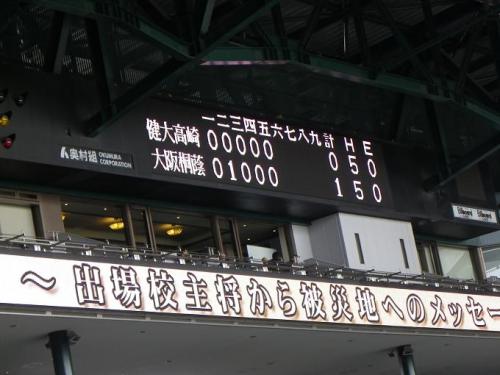 一二三四五六七八九 計 H E
健大高崎 00000 0 5 0
大阪桐蔭 01000 1 5 0
奥村組 OKUMURA CORPORATION
～出場校主将から被災地へのメッセー